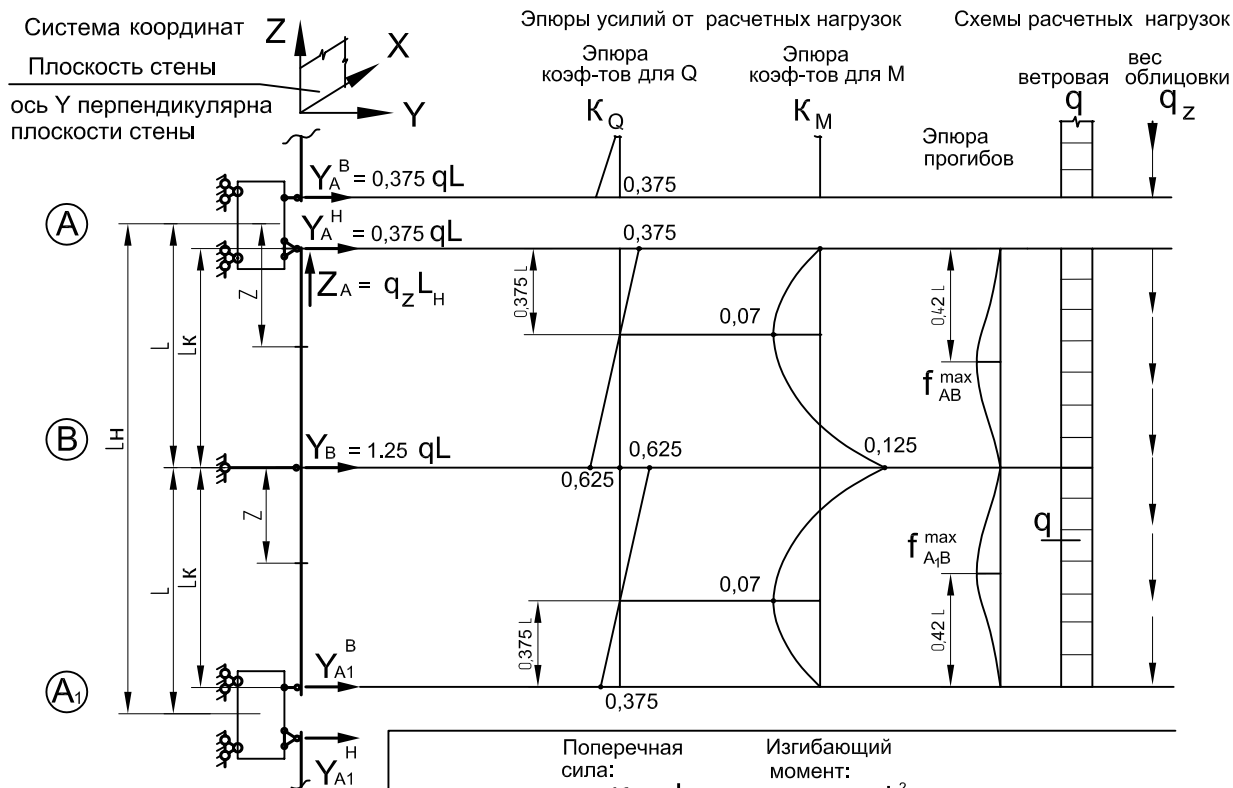 Система координат
Плоскость стены
ось Y перпендикулярна
плоскости стены
Z
X
Y
Эпюры усилий от расчетных нагрузок
Эпюра
коэф-тов для Q
K_Q
Эпюра
коэф-тов для M
K_M
Схемы расчетных нагрузок
ветровая
q
вес
облицовки
q_z
Эпюра
прогибов
Y_A^B = 0,375 qL
0,375
A
Y_A^H = 0,375 qL
0,375
Z_A = q_z L_H
Z
0,375 L
0,07
0,42 L
f_AB^max
L
Lк
Lн
B
Y_B = 1.25 qL
0,625
0,625
0,125
Z
q
f_A1B^max
L
Lк
0,07
0,375 L
0,42 L
Y_A1^B
A1
0,375
Y_A1^H
Поперечная
сила:
Изгибающий
момент: